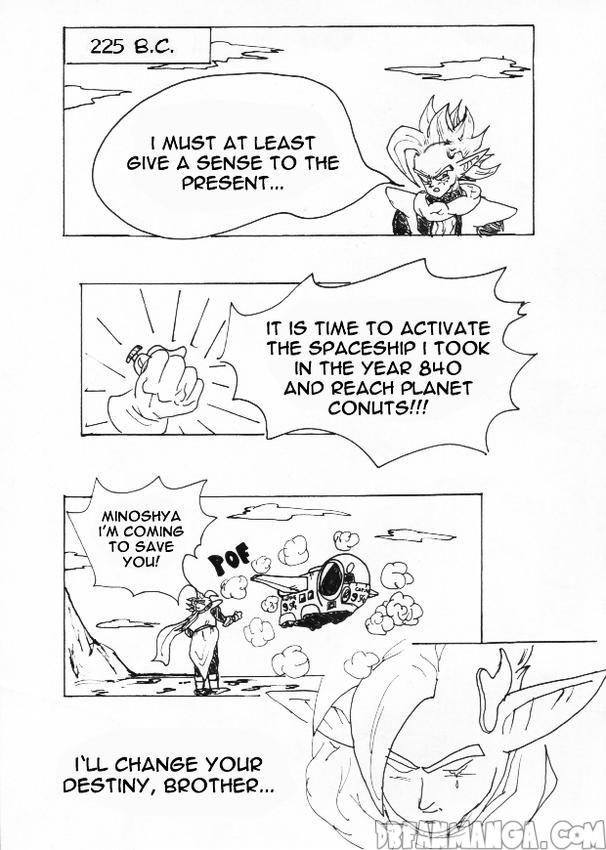 225 B.C.
I MUST AT LEAST
GIVE A SENSE TO THE
PRESENT...
IT IS TIME TO ACTIVATE
THE SPACESHIP I TOOK
IN THE YEAR 840
AND REACH PLANET
CONUTS!!!
MINOSHYA
I'M COMING
TO SAVE
YOU!
POF
I'LL CHANGE YOUR
DESTINY, BROTHER...
DBFANMANGA.COM